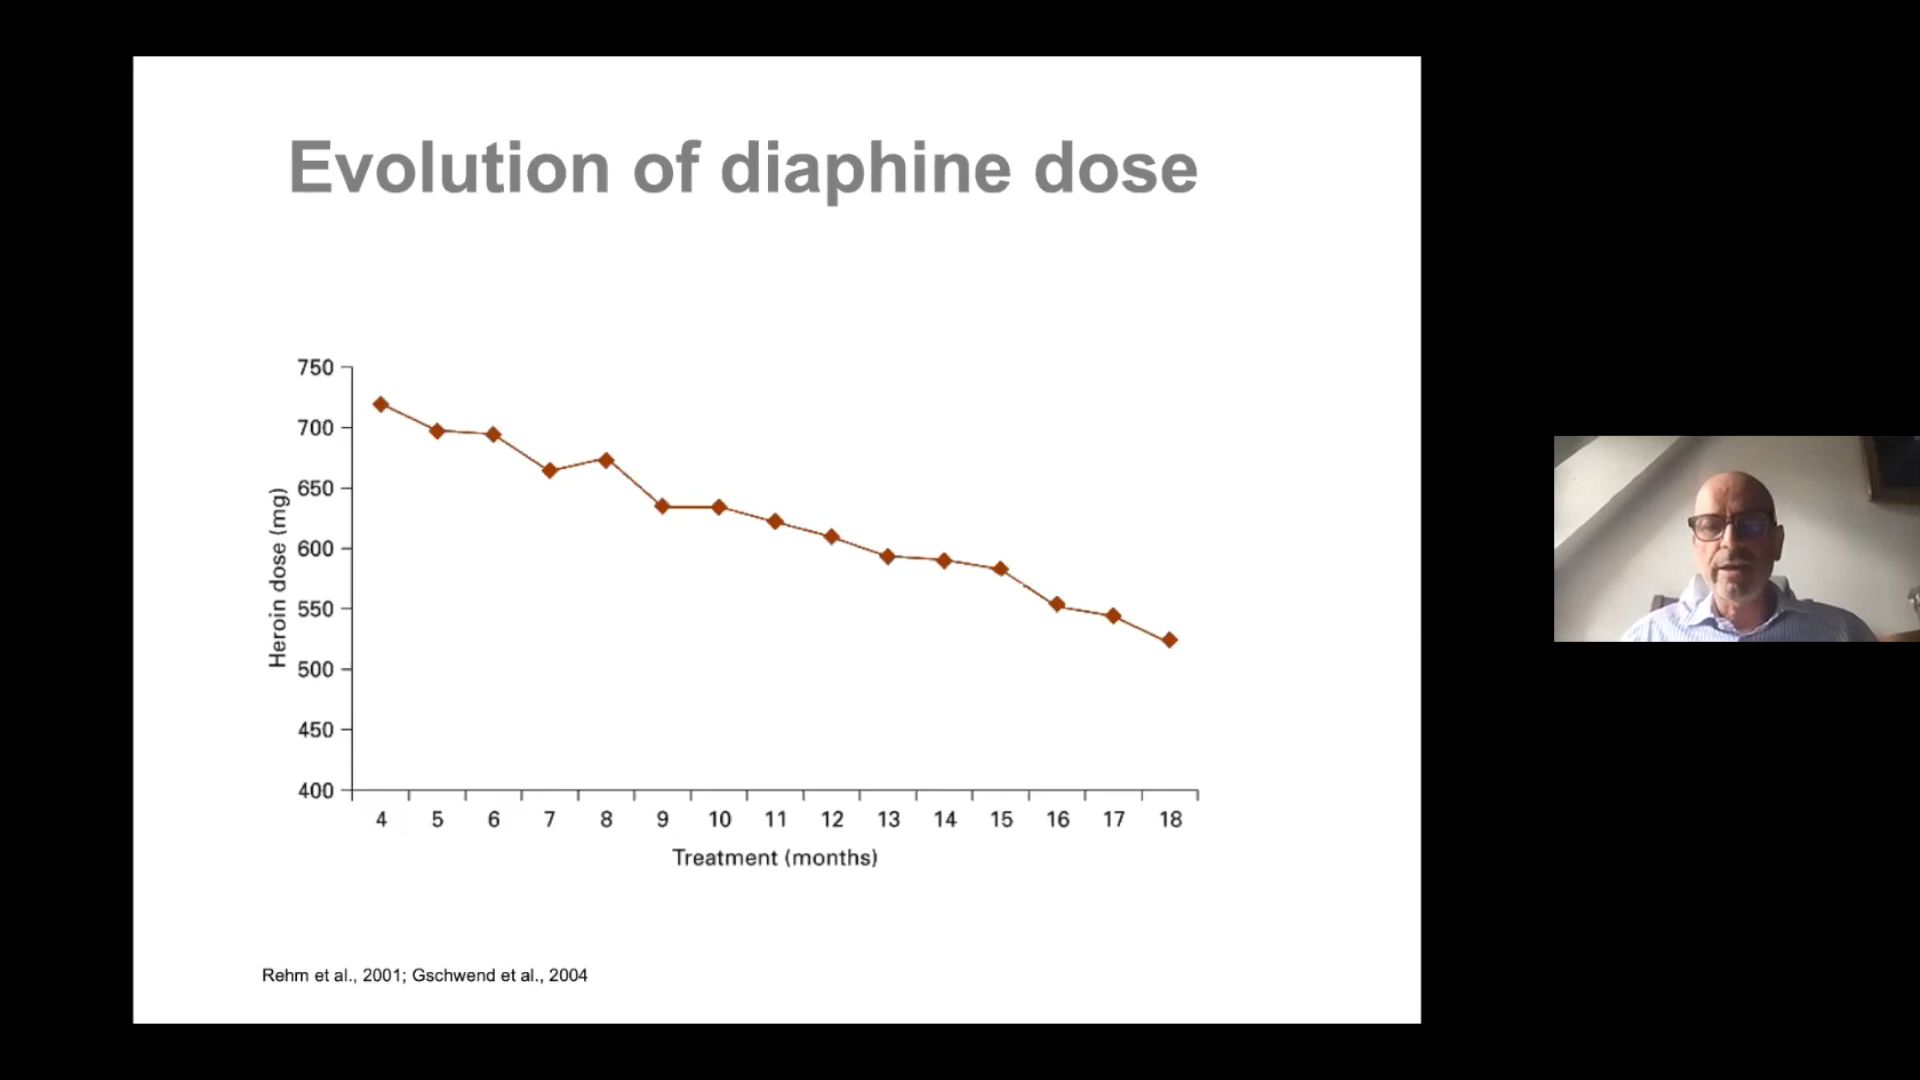 Evolution of diaphine dose
750
700
650
600
550
500
450
400
Heroin dose (mg)
4 5 6 7 8 9 10 11 12 13 14 15 16 17 18
Treatment (months)
Rehm et al., 2001; Gschwend et al., 2004